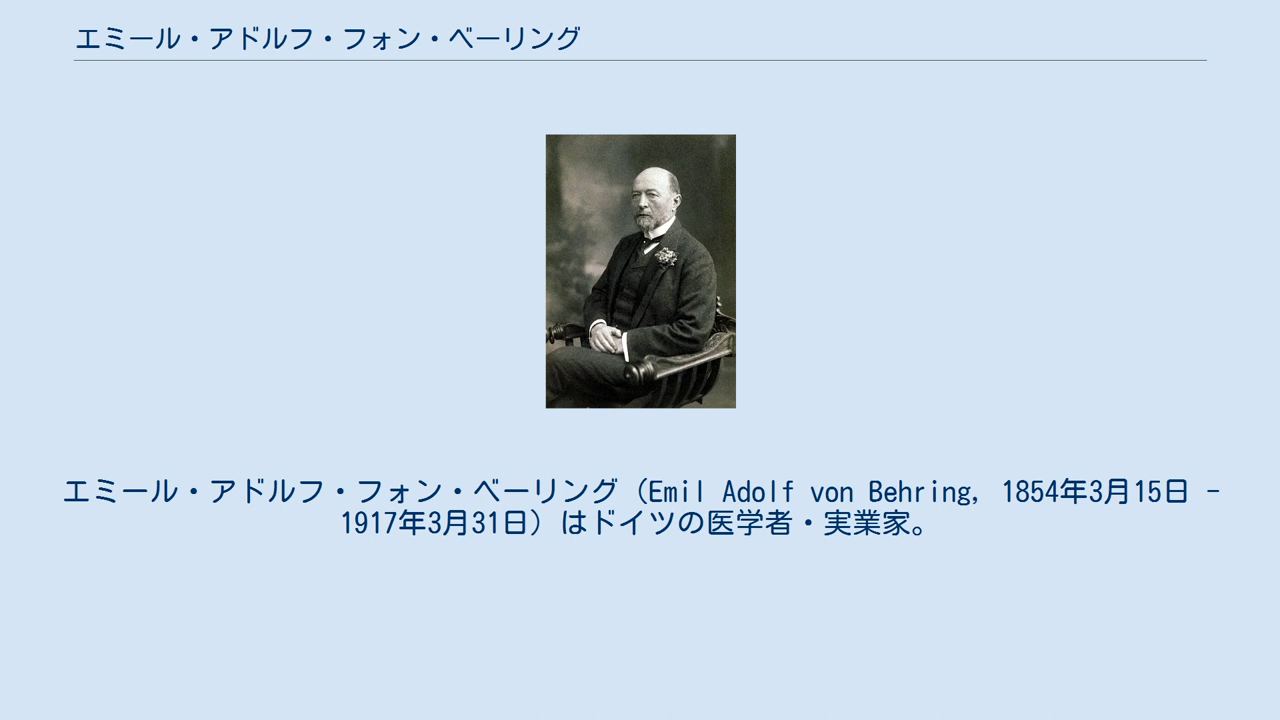 エミール・アドルフ・フォン・ベーリング
エミール・アドルフ・フォン・ベーリング（Emil Adolf von Behring, 1854年3月15日 -
1917年3月31日）はドイツの医学者・実業家。